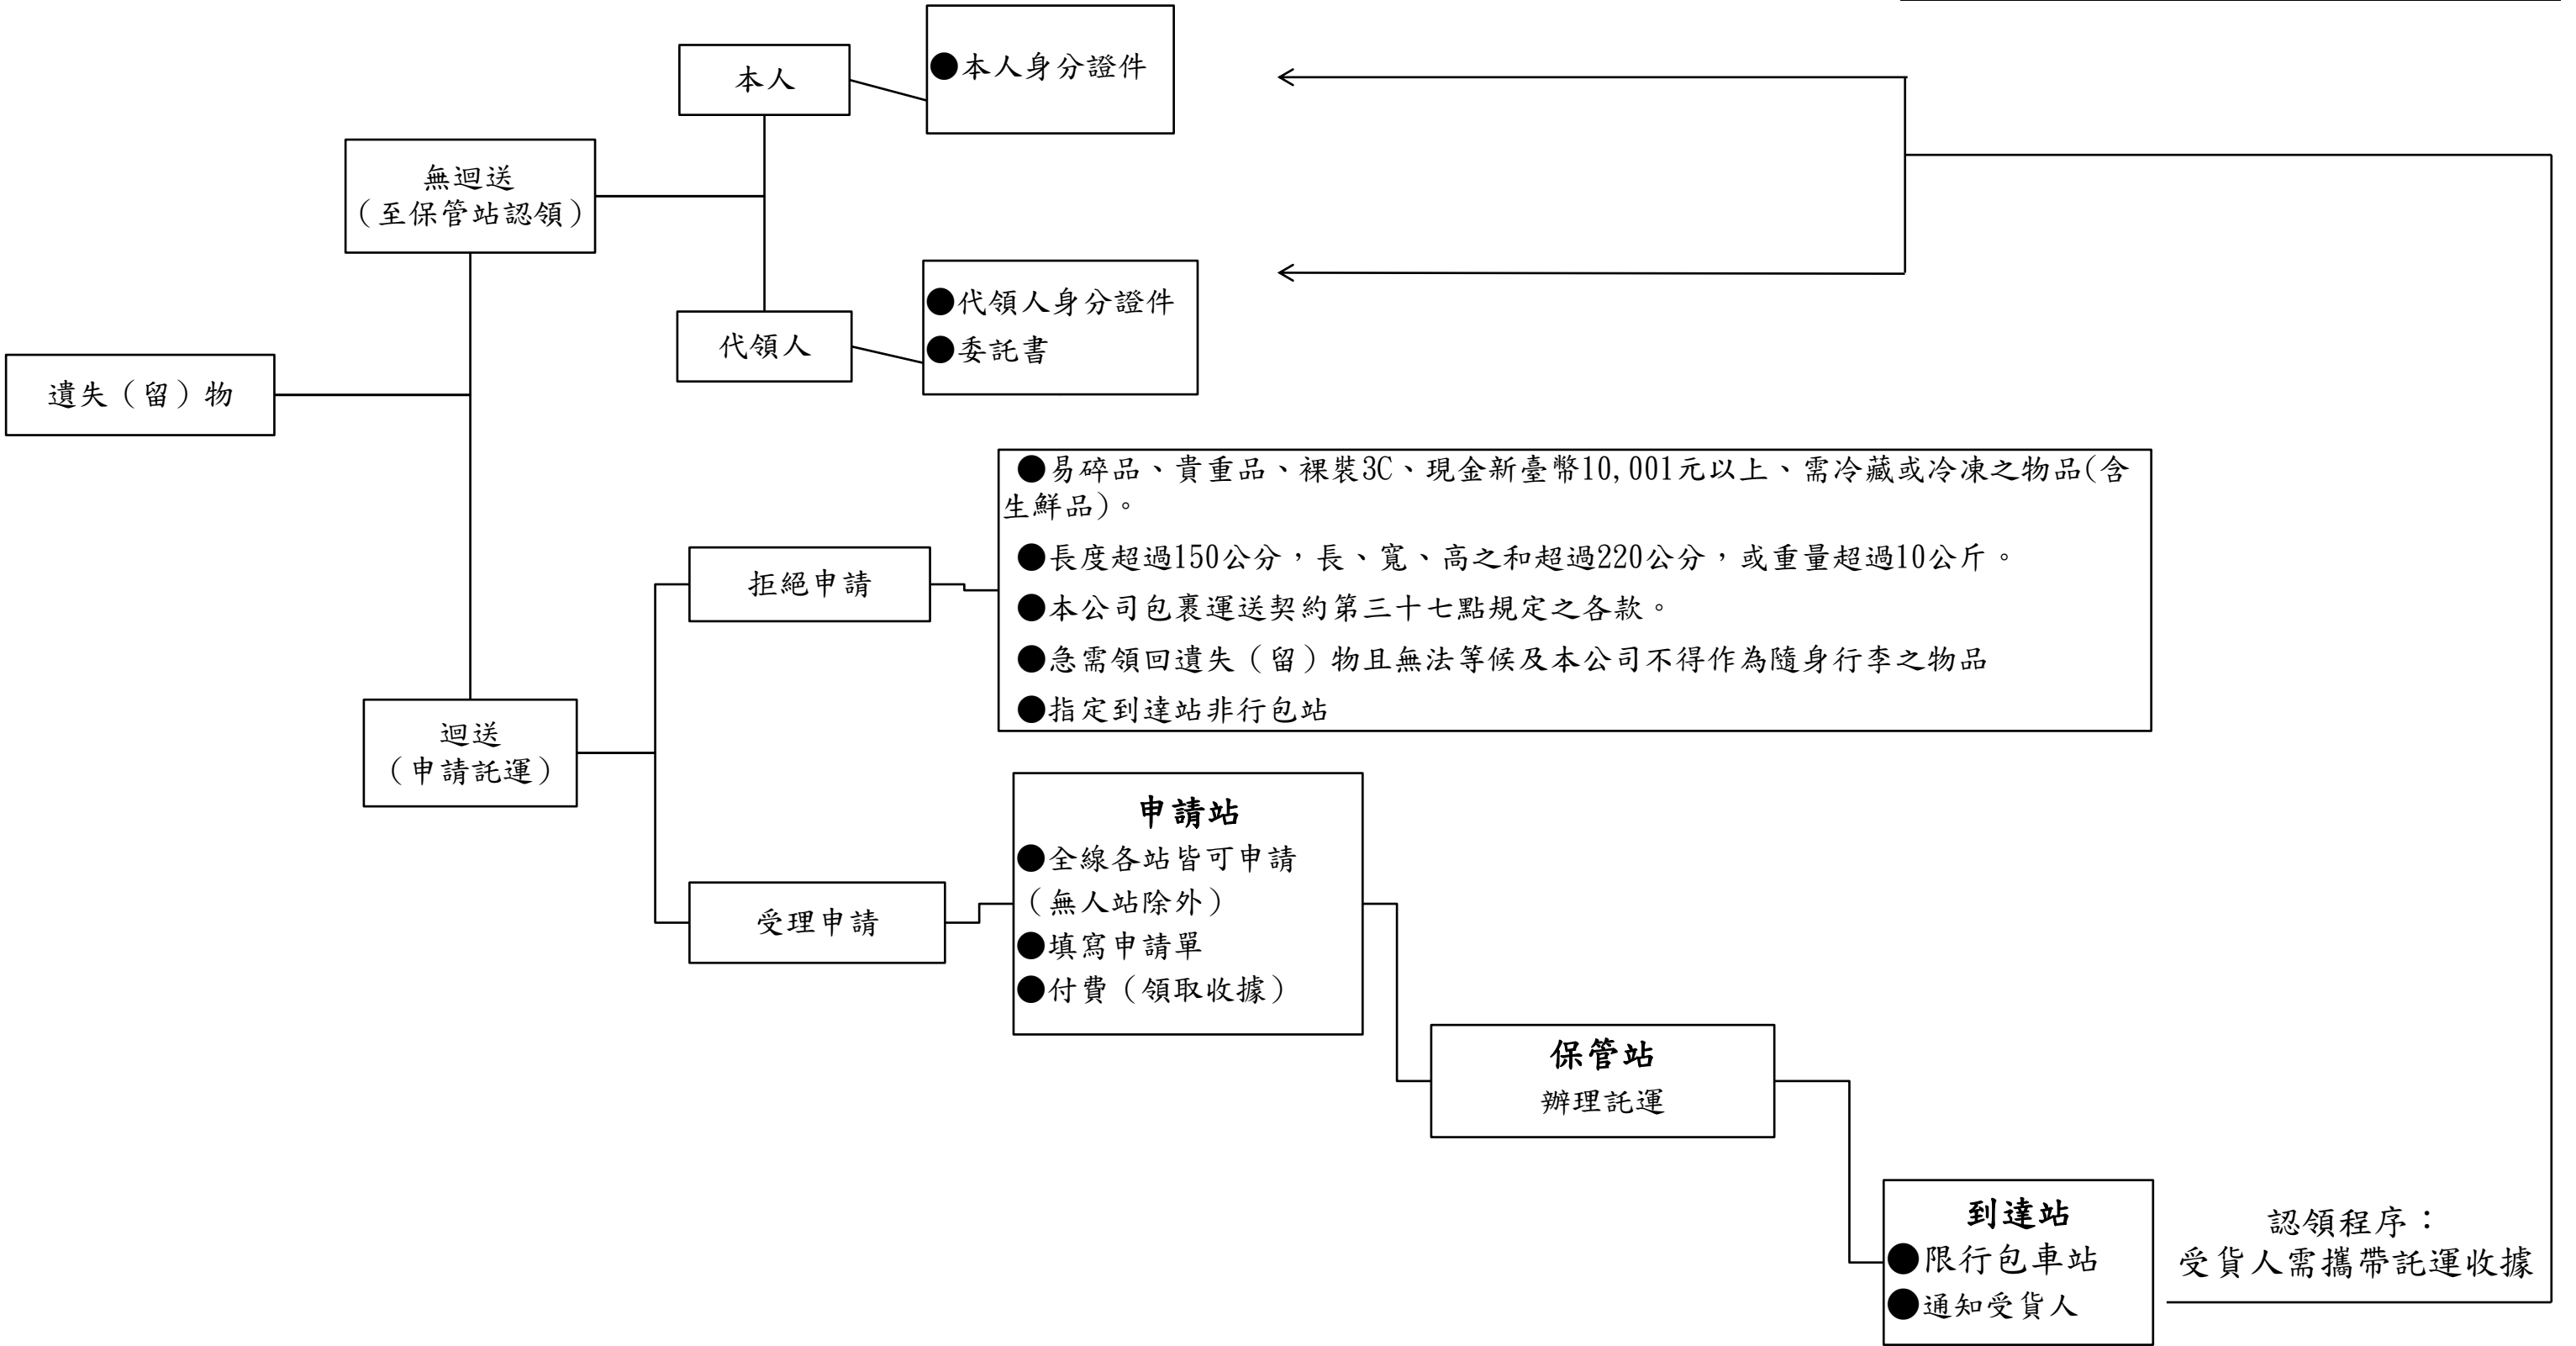 本人
●本人身分證件
無迴送
（至保管站認領）
代領人
●代領人身分證件
●委託書
遺失（留）物
●易碎品、貴重品、裸裝3C、現金新臺幣10,001元以上、需冷藏或冷凍之物品(含
生鮮品)。
●長度超過150公分，長、寬、高之和超過220公分，或重量超過10公斤。
●本公司包裹運送契約第三十七點規定之各款。
●急需領回遺失（留）物且無法等候及本公司不得作為隨身行李之物品
●指定到達站非行包站
拒絕申請
迴送
（申請託運）
受理申請
申請站
●全線各站皆可申請
（無人站除外）
●填寫申請單
●付費（領取收據）
保管站
辦理託運
到達站
●限行包車站
●通知受貨人
認領程序：
受貨人需攜帶託運收據